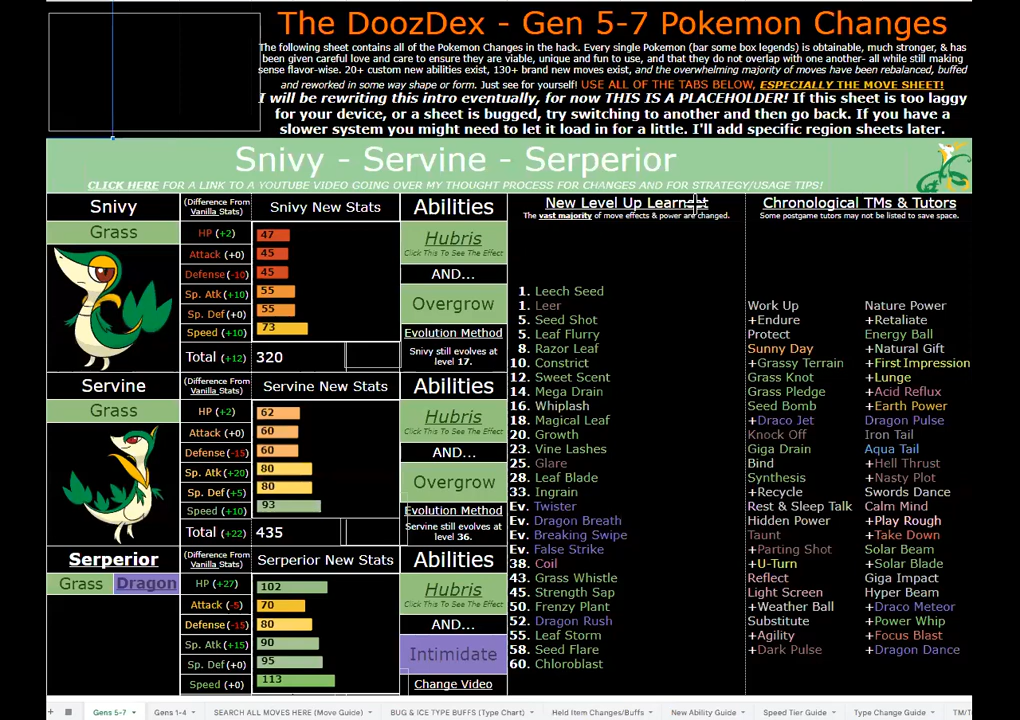 The DoozDex - Gen 5-7 Pokemon Changes
The following sheet contains all of the Pokemon Changes in the hack. Every single Pokemon (bar some box legends) is obtainable, much stronger, & has
been given careful love and care to ensure they are viable, unique and fun to use, and that they do not overlap with one another- all while still making
sense flavor-wise. 20+ custom new abilities exist, 130+ brand new moves exist, and the overwhelming majority of moves have been rebalanced, buffed
and reworked in some way shape or form. Just see for yourself! USE ALL OF THE TABS BELOW, ESPECIALLY THE MOVE SHEET!
I will be rewriting this intro eventually, for now THIS IS A PLACEHOLDER! If this sheet is too laggy
for your device, or a sheet is bugged, try switching to another and then go back. If you have a
slower system you might need to let it load in for a little. I'll add specific region sheets later.
Snivy - Servine - Serperior
CLICK HERE FOR A LINK TO A YOUTUBE VIDEO GOING OVER MY THOUGHT PROCESS FOR CHANGES AND FOR STRATEGY/USAGE TIPS!
Snivy
Grass
(Difference From
Vanilla Stats)
Snivy New Stats
HP (+2) 47
Attack (+0) 45
Defense (-10) 45
Sp. Atk (+10) 55
Sp. Def (+0) 55
Speed (+10) 73
Total (+12) 320
Abilities
Hubris
Click This To See The Effect
AND...
Overgrow
Evolution Method
Snivy still evolves at
level 17.
Servine
Grass
(Difference From
Vanilla Stats)
Servine New Stats
HP (+2) 62
Attack (+0) 60
Defense (-15) 60
Sp. Atk (+20) 80
Sp. Def (+5) 80
Speed (+10) 93
Total (+22) 435
Abilities
Hubris
Click This To See The Effect
AND...
Overgrow
Evolution Method
Servine still evolves at
level 36.
Serperior
Grass Dragon
(Difference From
Vanilla Stats)
Serperior New Stats
HP (+27) 102
Attack (-5) 70
Defense (-15) 80
Sp. Atk (+15) 90
Sp. Def (+0) 95
Speed (+0) 113
Abilities
Hubris
Click This To See The Effect
AND...
Intimidate
Change Video
New Level Up Learnset
The vast majority of move effects & power are changed.
1. Leech Seed
1. Leer
5. Seed Shot
5. Leaf Flurry
8. Razor Leaf
10. Constrict
12. Sweet Scent
14. Mega Drain
16. Whiplash
18. Magical Leaf
20. Growth
23. Vine Lashes
25. Glare
28. Leaf Blade
33. Ingrain
Ev. Twister
Ev. Dragon Breath
Ev. Breaking Swipe
Ev. False Strike
38. Coil
43. Grass Whistle
45. Strength Sap
50. Frenzy Plant
52. Dragon Rush
55. Leaf Storm
58. Seed Flare
60. Chloroblast
Chronological TMs & Tutors
Some postgame tutors may not be listed to save space.
Work Up Nature Power
+Endure +Retaliate
Protect Energy Ball
Sunny Day +Natural Gift
+Grassy Terrain +First Impression
Grass Knot +Lunge
Grass Pledge +Acid Reflux
Seed Bomb +Earth Power
+Draco Jet Dragon Pulse
Knock Off Iron Tail
Giga Drain Aqua Tail
Bind +Hell Thrust
Synthesis +Nasty Plot
+Recycle Swords Dance
Rest & Sleep Talk Calm Mind
Hidden Power +Play Rough
Taunt +Take Down
+Parting Shot Solar Beam
+U-Turn +Solar Blade
Reflect Giga Impact
Light Screen Hyper Beam
+Weather Ball +Draco Meteor
Substitute +Power Whip
+Agility +Focus Blast
+Dark Pulse +Dragon Dance
Gens 5-7 Gens 1-4 SEARCH ALL MOVES HERE (Move Guide) BUG & ICE TYPE BUFFS (Type Chart) Held Item Changes/Buffs New Ability Guide Speed Tier Guide Type Change Guide TM/T